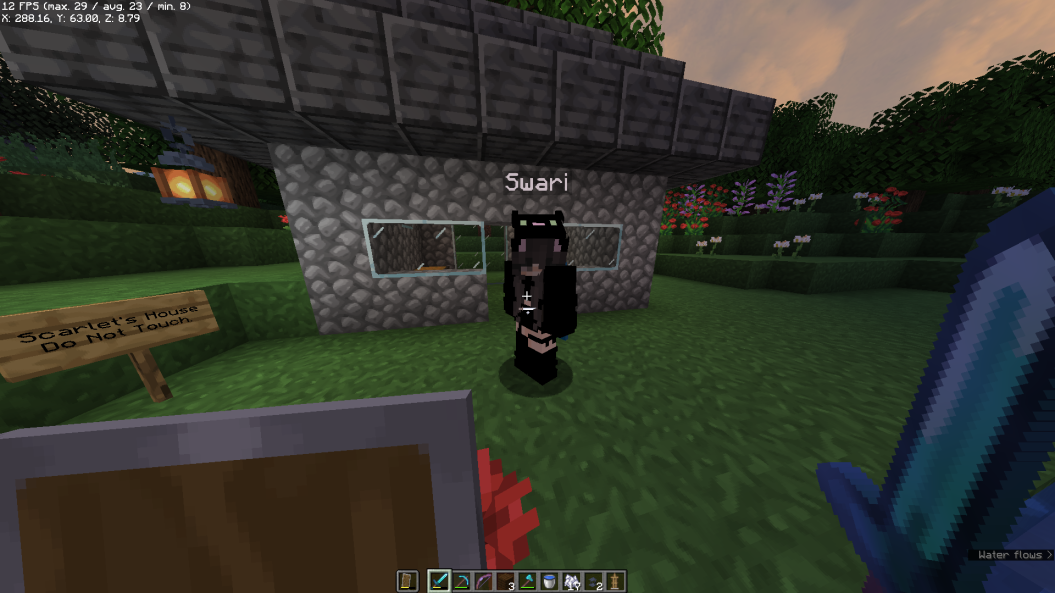 12 FPS (max. 29 / avg. 23 / min. 8)
X: 288.16, Y: 63.00, Z: 8.79
Swari
Scarlet's House
Do Not Touch.
Water flows >
3
17
2